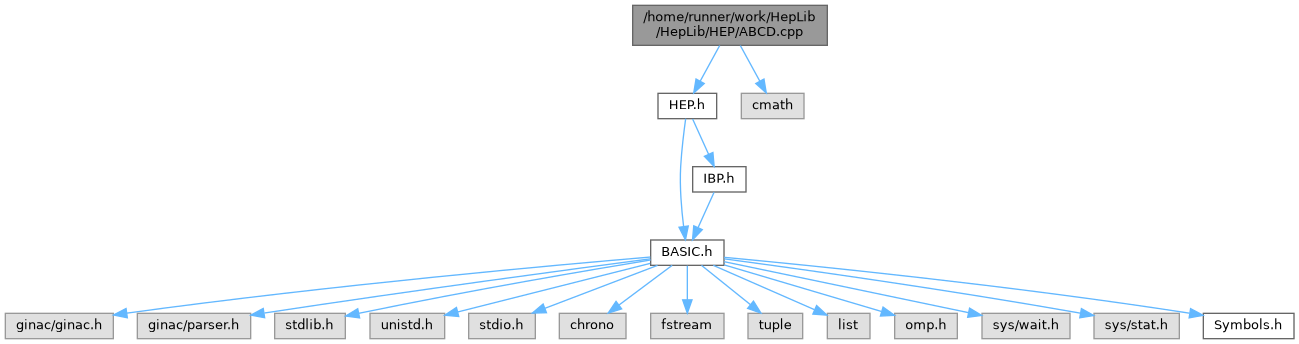 /home/runner/work/HepLib
/HepLib/HEP/ABCD.cpp
HEP.h
cmath
IBP.h
BASIC.h
ginac/ginac.h
ginac/parser.h
stdlib.h
unistd.h
stdio.h
chrono
fstream
tuple
list
omp.h
sys/wait.h
sys/stat.h
Symbols.h